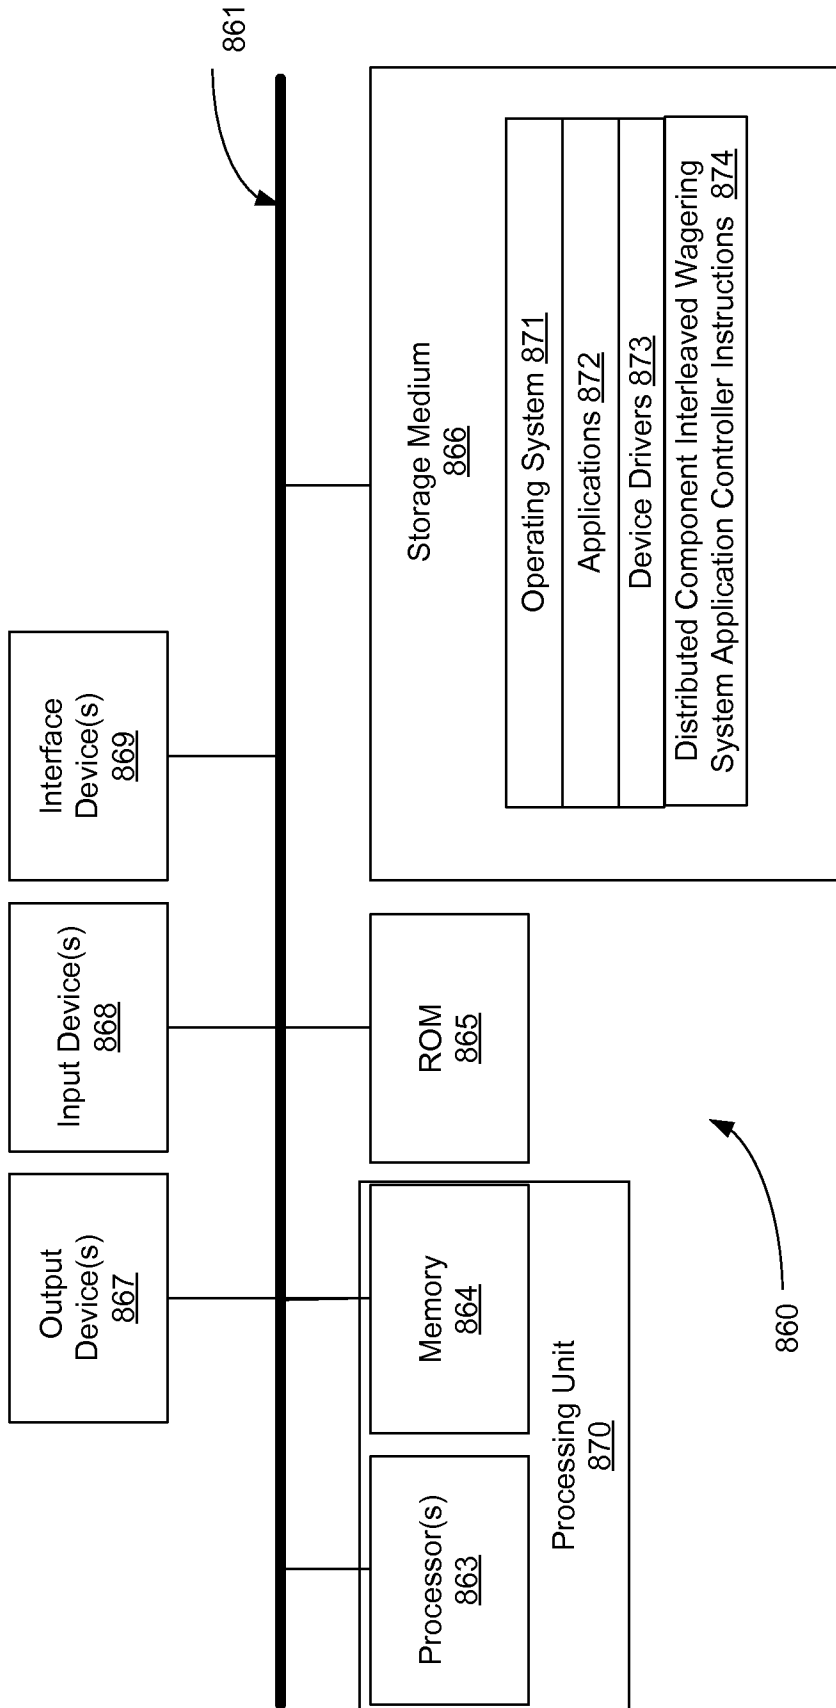 861
Output
Device(s)
867
Input Device(s)
868
Interface
Device(s)
869
Processor(s)
863
Memory
864
Processing Unit
870
ROM
865
Storage Medium
866
Operating System 871
Applications 872
Device Drivers 873
Distributed Component Interleaved Wagering
System Application Controller Instructions 874
860